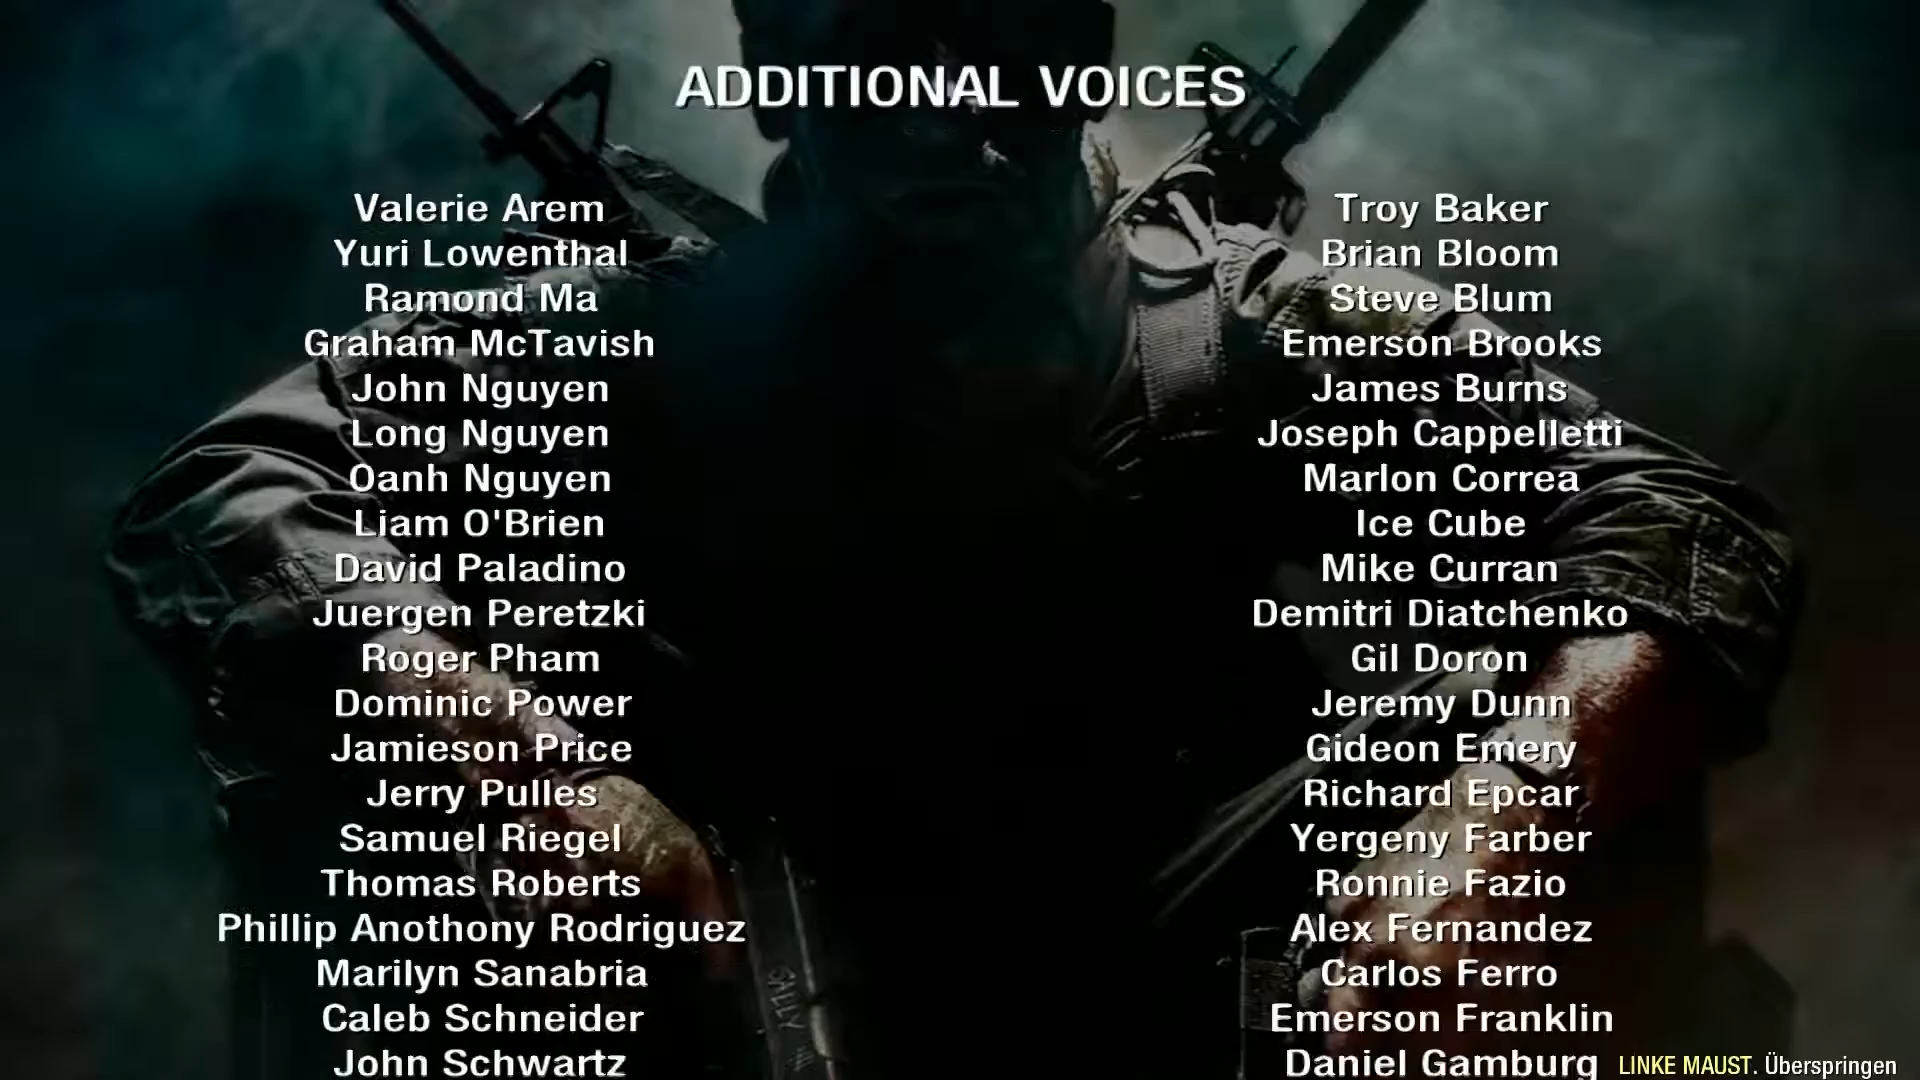 ADDITIONAL VOICES
Valerie Arem
Yuri Lowenthal
Ramond Ma
Graham McTavish
John Nguyen
Long Nguyen
Oanh Nguyen
Liam O'Brien
David Paladino
Juergen Peretzki
Roger Pham
Dominic Power
Jamieson Price
Jerry Pulles
Samuel Riegel
Thomas Roberts
Phillip Anothony Rodriguez
Marilyn Sanabria
Caleb Schneider
John Schwartz
Troy Baker
Brian Bloom
Steve Blum
Emerson Brooks
James Burns
Joseph Cappelletti
Marlon Correa
Ice Cube
Mike Curran
Demitri Diatchenko
Gil Doron
Jeremy Dunn
Gideon Emery
Richard Epcar
Yergeny Farber
Ronnie Fazio
Alex Fernandez
Carlos Ferro
Emerson Franklin
Daniel Gamburg
LINKE MAUST. Überspringen